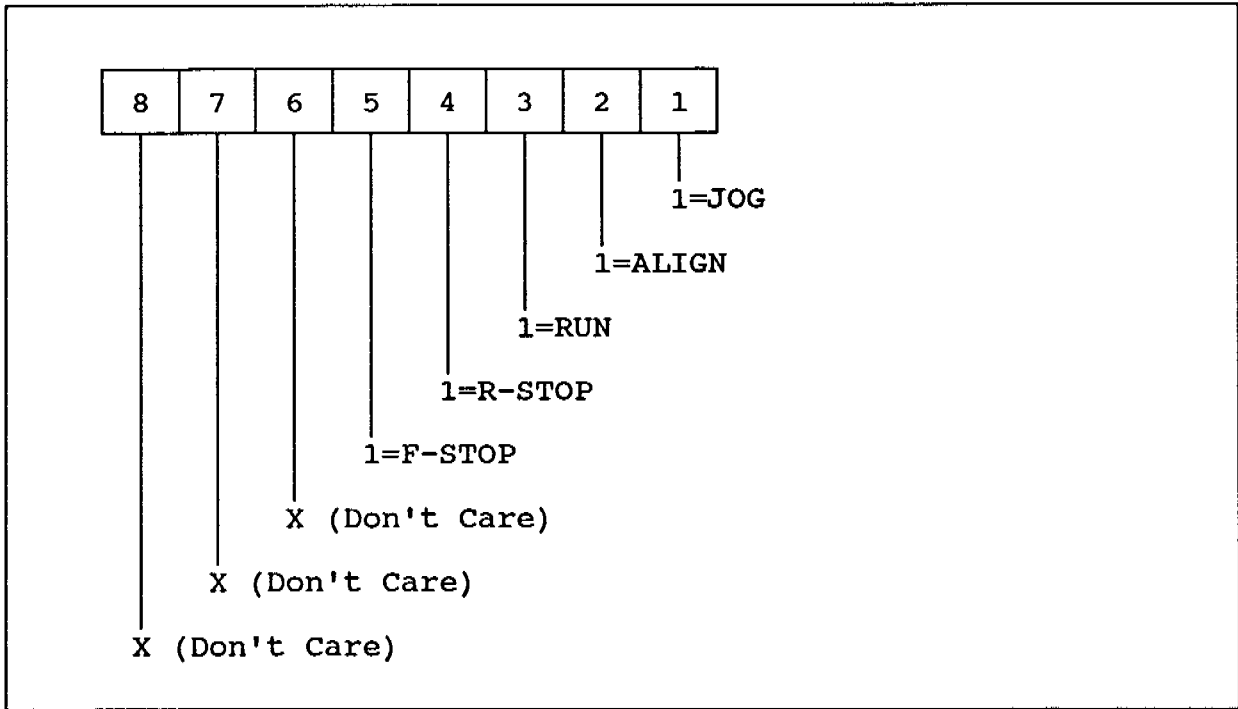 8 7 6 5 4 3 2 1
1=JOG
1=ALIGN
1=RUN
1=R-STOP
1=F-STOP
X (Don't Care)
X (Don't Care)
X (Don't Care)